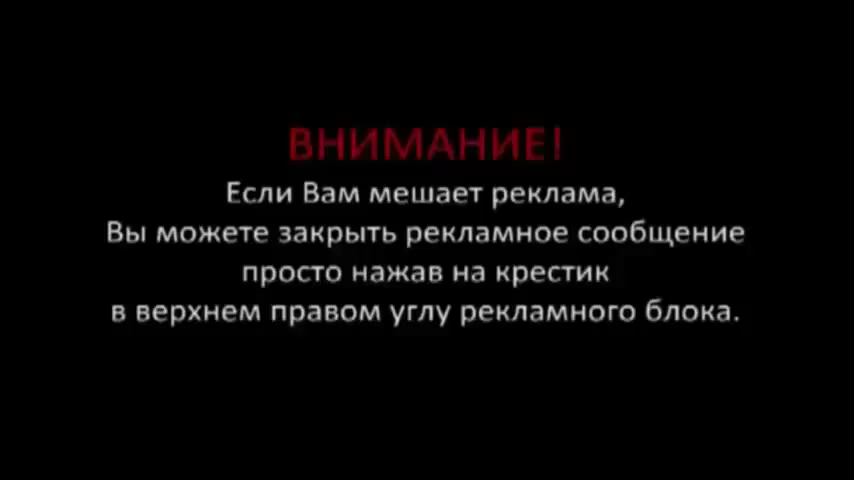 ВНИМАНИЕ!
Если Вам мешает реклама,
Вы можете закрыть рекламное сообщение
просто нажав на крестик
в верхнем правом углу рекламного блока.